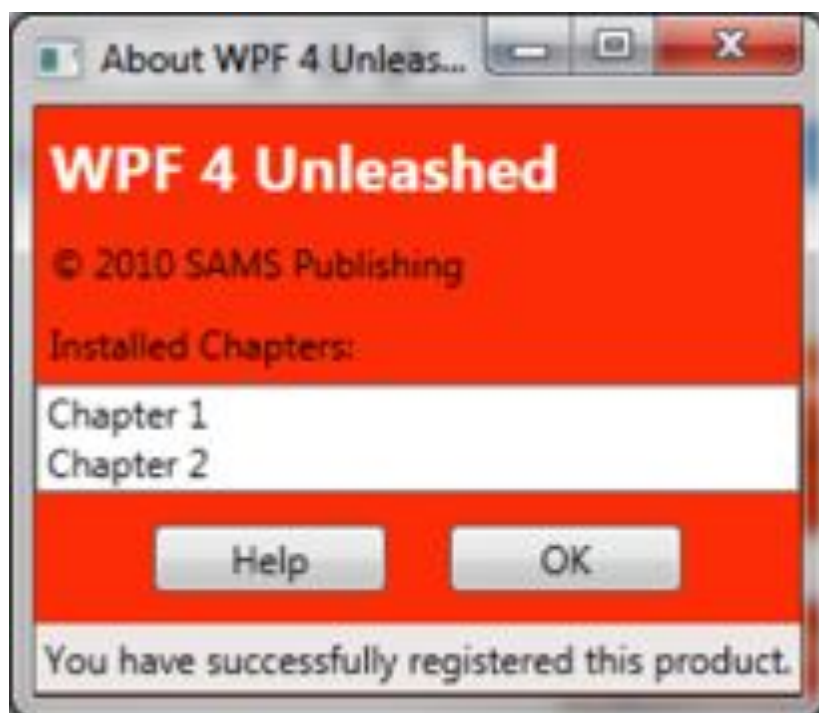 About WPF 4 Unleas...
WPF 4 Unleashed
© 2010 SAMS Publishing
Installed Chapters:
Chapter 1
Chapter 2
Help
OK
You have successfully registered this product.